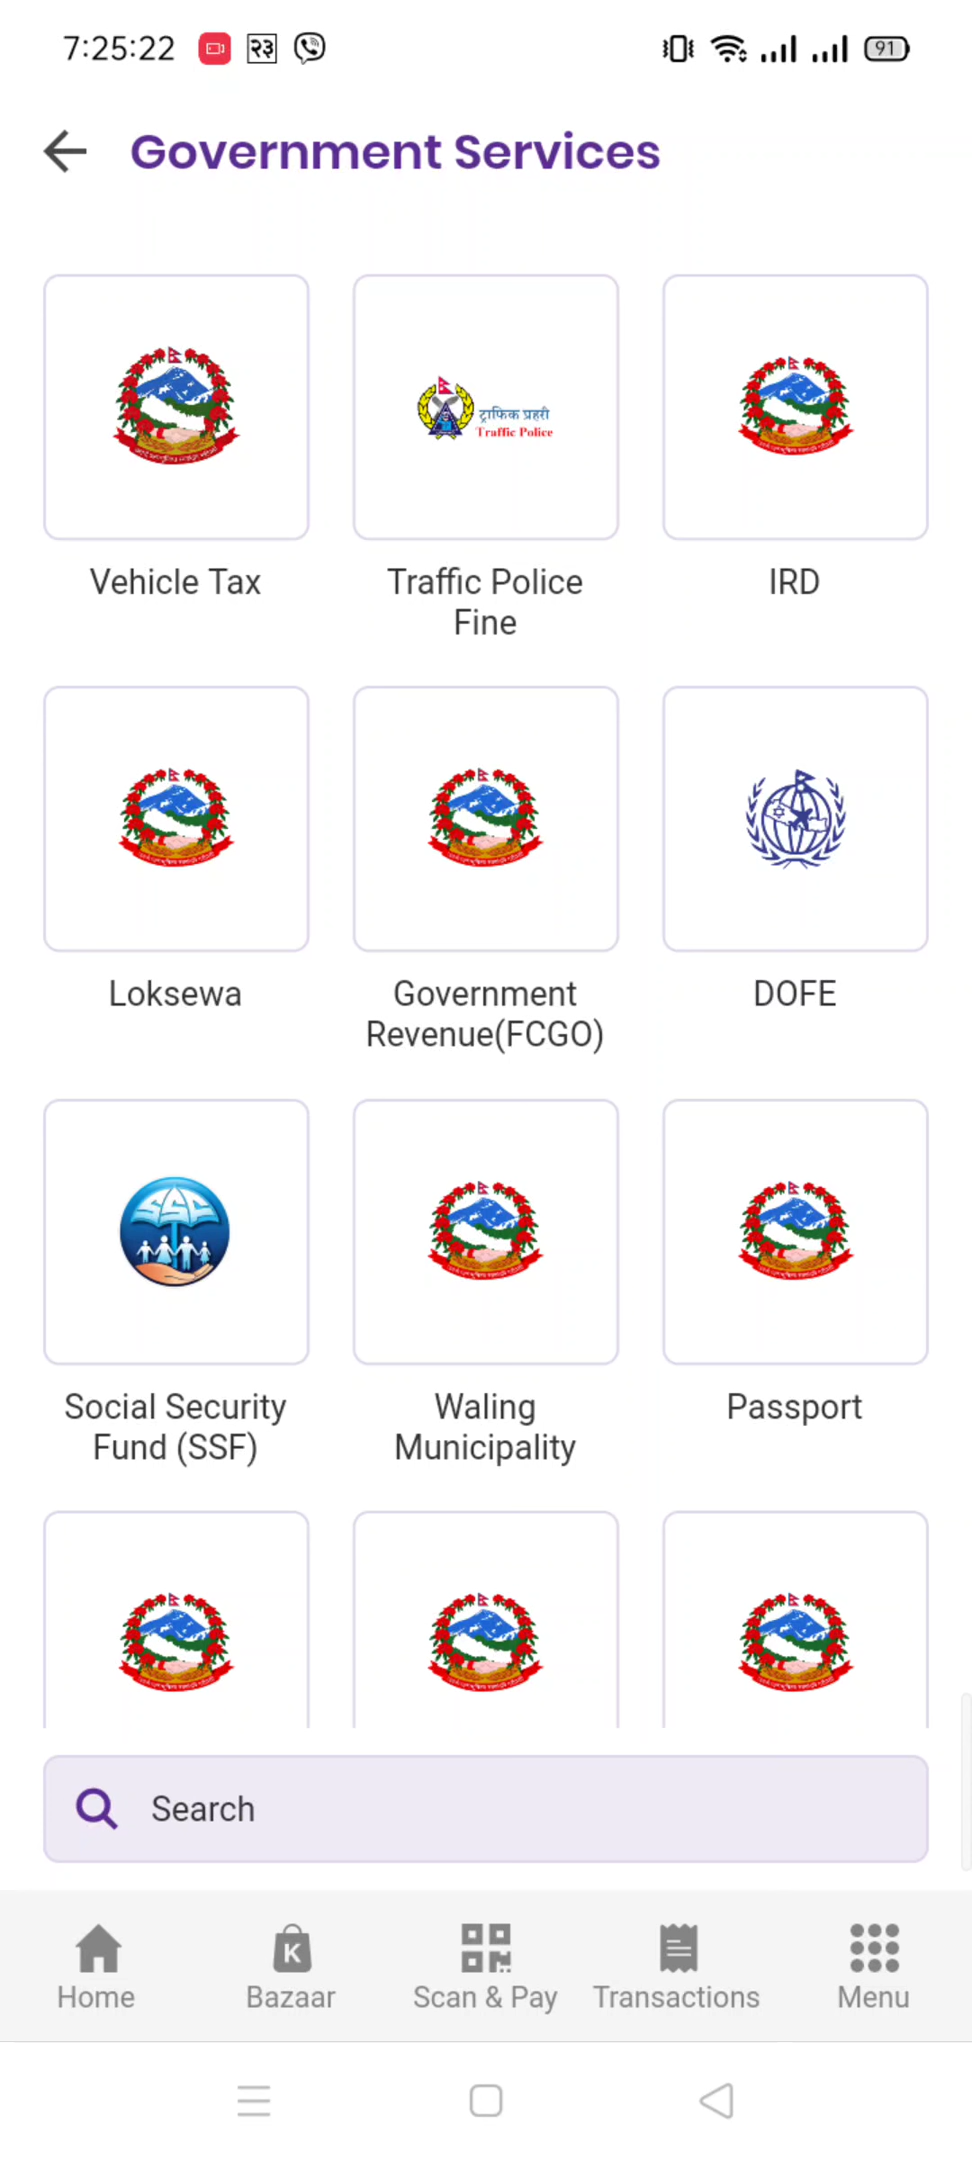 7:25:22 २३ 91
Government Services
ट्राफिक प्रहरी
Traffic Police
Vehicle Tax
Traffic Police
Fine
IRD
Loksewa
Government
Revenue(FCGO)
DOFE
SSF
Social Security
Fund (SSF)
Waling
Municipality
Passport
Search
K
Home
Bazaar
Scan & Pay
Transactions
Menu